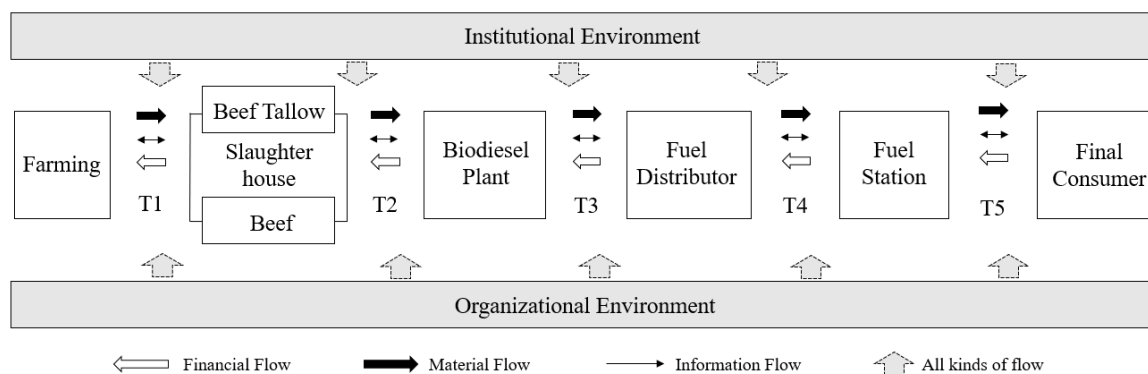 Institutional Environment
Farming
T1
Beef Tallow
Slaughter
house
Beef
T2
Biodiesel
Plant
T3
Fuel
Distributor
T4
Fuel
Station
T5
Final
Consumer
Organizational Environment
Financial Flow
Material Flow
Information Flow
All kinds of flow